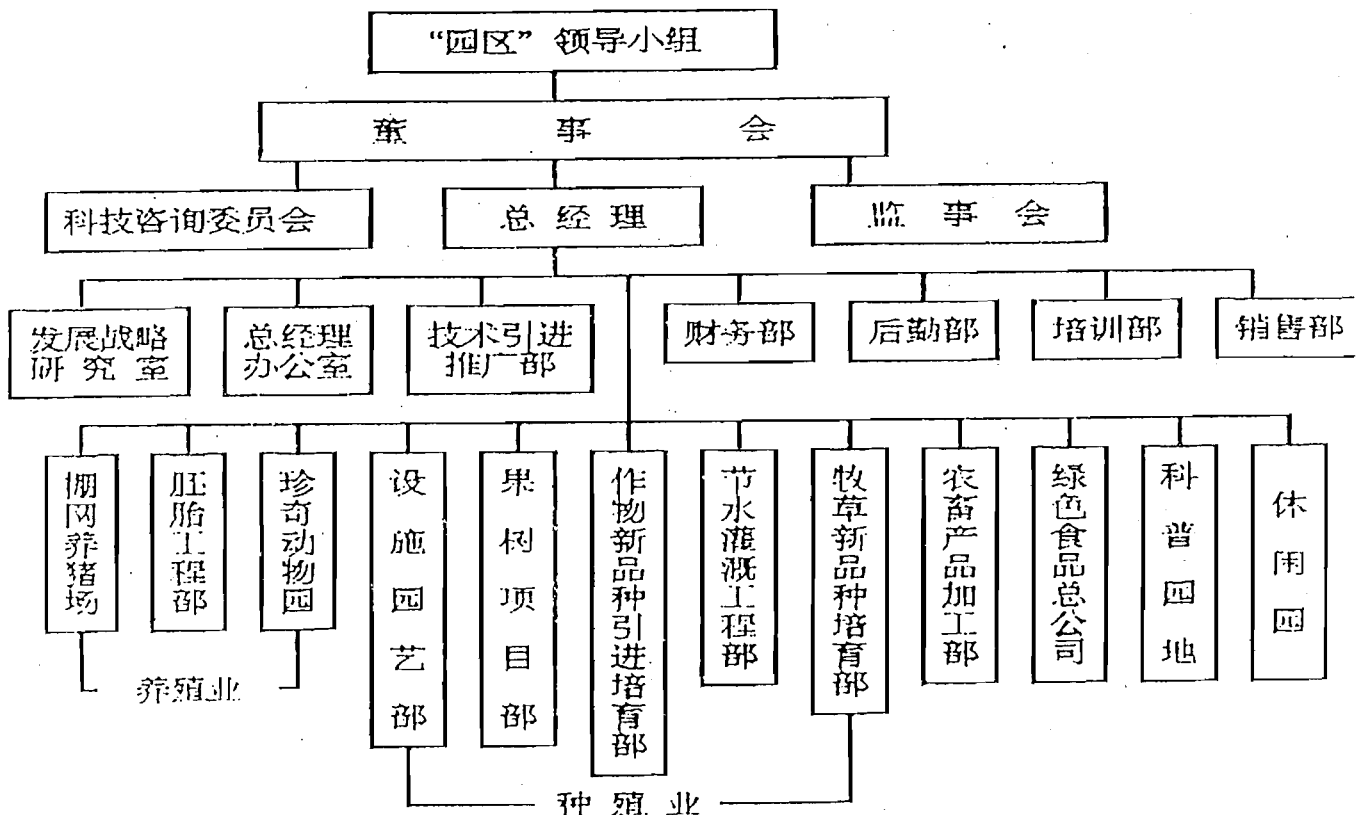 “园区”领导小组
董事会
科技咨询委员会
总经理
监事会
发展战略
研究室
总经理
办公室
技术引进
推广部
财务部
后勤部
培训部
销售部
棚网养猪场
胚胎工程部
珍奇动物园
设施园艺部
果树项目部
作物新品种引进培育部
节水灌溉工程部
牧草新品种培育部
农畜产品加工部
绿色食品总公司
科普园地
休闲园
养殖业
种殖业